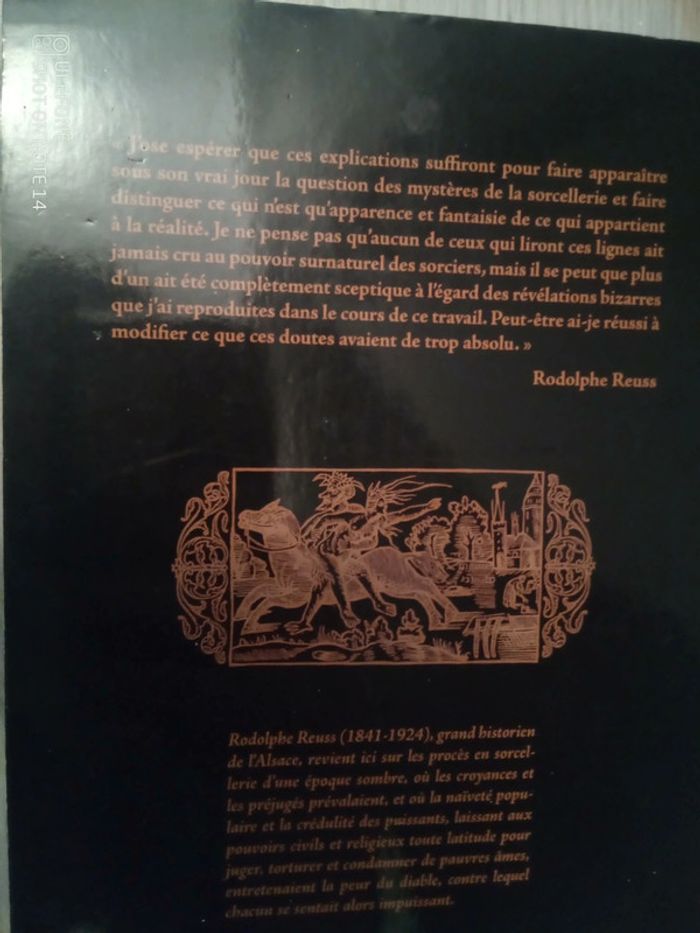 « J'ose espérer que ces explications suffiront pour faire apparaître
sous son vrai jour la question des mystères de la sorcellerie et faire
distinguer ce qui n'est qu'apparence et fantaisie de ce qui appartient
à la réalité. Je ne pense pas qu'aucun de ceux qui liront ces lignes ait
jamais cru au pouvoir surnaturel des sorciers, mais il se peut que plus
d'un ait été complètement sceptique à l'égard des révélations bizarres
que j'ai reproduites dans le cours de ce travail. Peut-être ai-je réussi à
modifier ce que ces doutes avaient de trop absolu. »
Rodolphe Reuss
Rodolphe Reuss (1841-1924), grand historien
de l'Alsace, revient ici sur les procès en sorcel-
lerie d'une époque sombre, où les croyances et
les préjugés prévalaient, et où la naïveté popu-
laire et la crédulité des puissants, laissant aux
pouvoirs civils et religieux toute latitude pour
juger, torturer et condamner de pauvres âmes,
entretenaient la peur du diable, contre lequel
chacun se sentait alors impuissant.
ULEFONE
SHOT ON NOTE 14